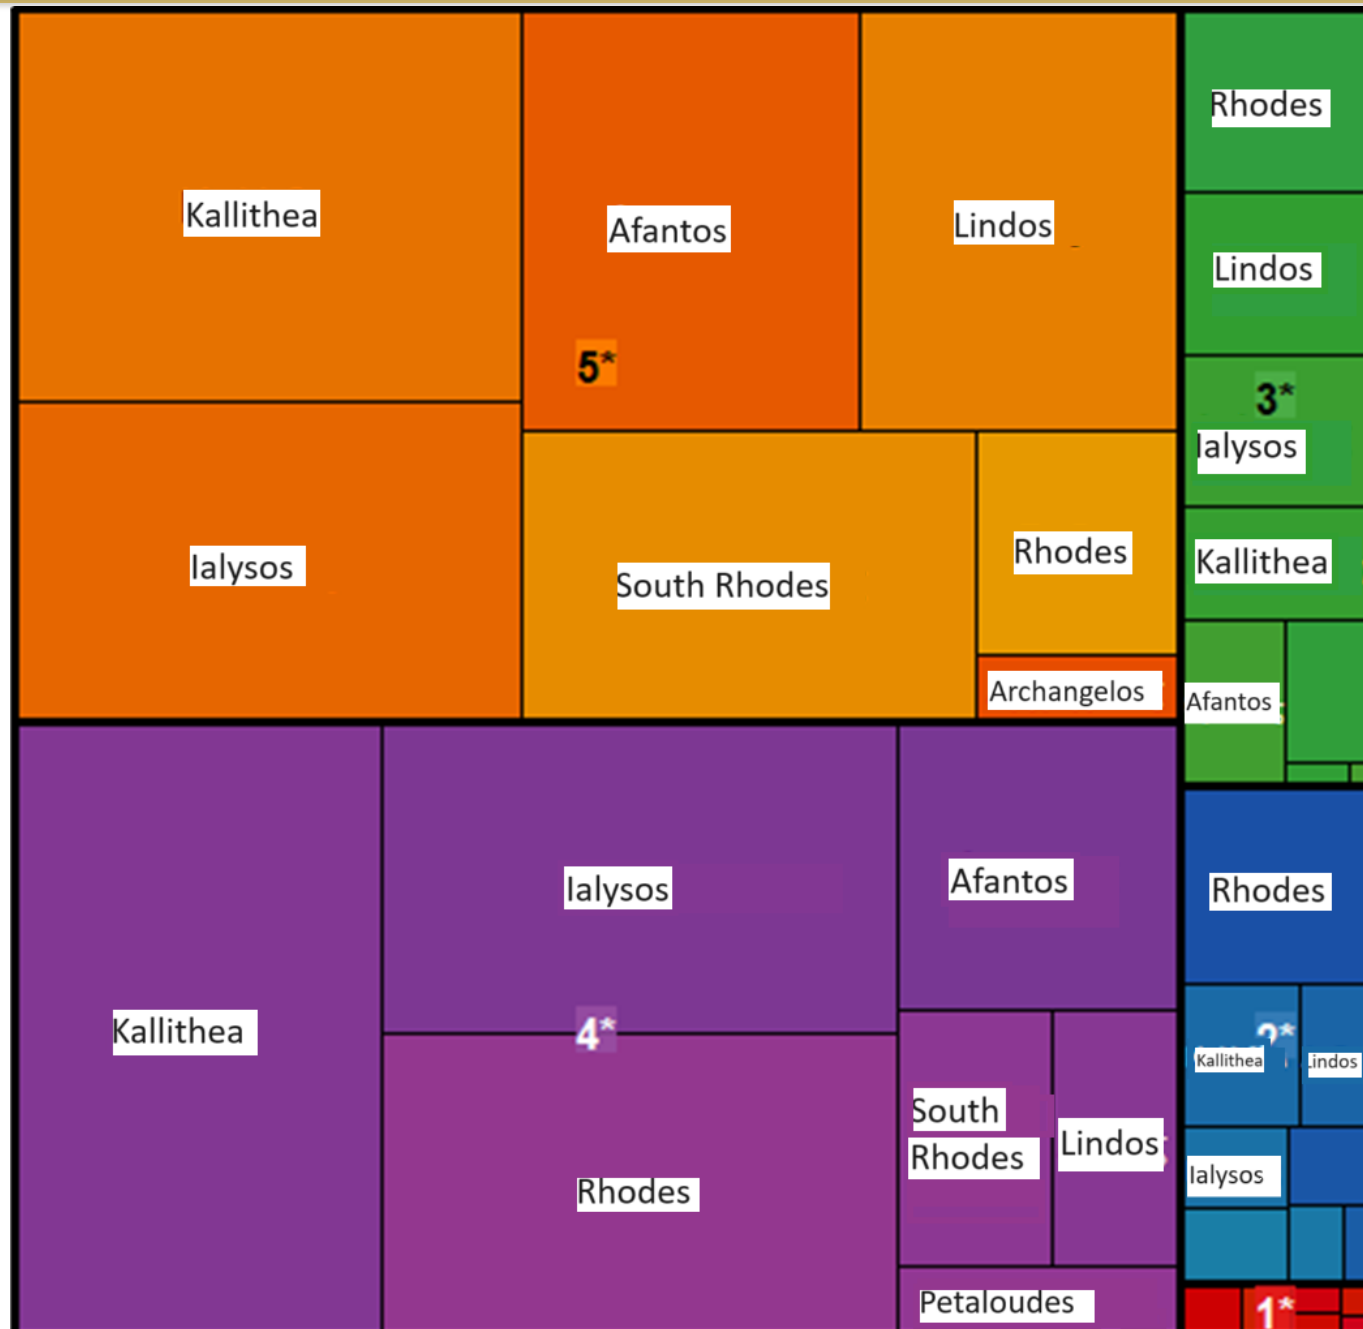 Kallithea
Afantos
Lindos
5*
Ialysos
South Rhodes
Rhodes
Archangelos
Kallithea
Ialysos
4*
Rhodes
Afantos
South
Rhodes
Lindos
Petaloudes
Rhodes
Lindos
3*
Ialysos
Kallithea
Afantos
Rhodes
2*
Kallithea
Lindos
Ialysos
1*